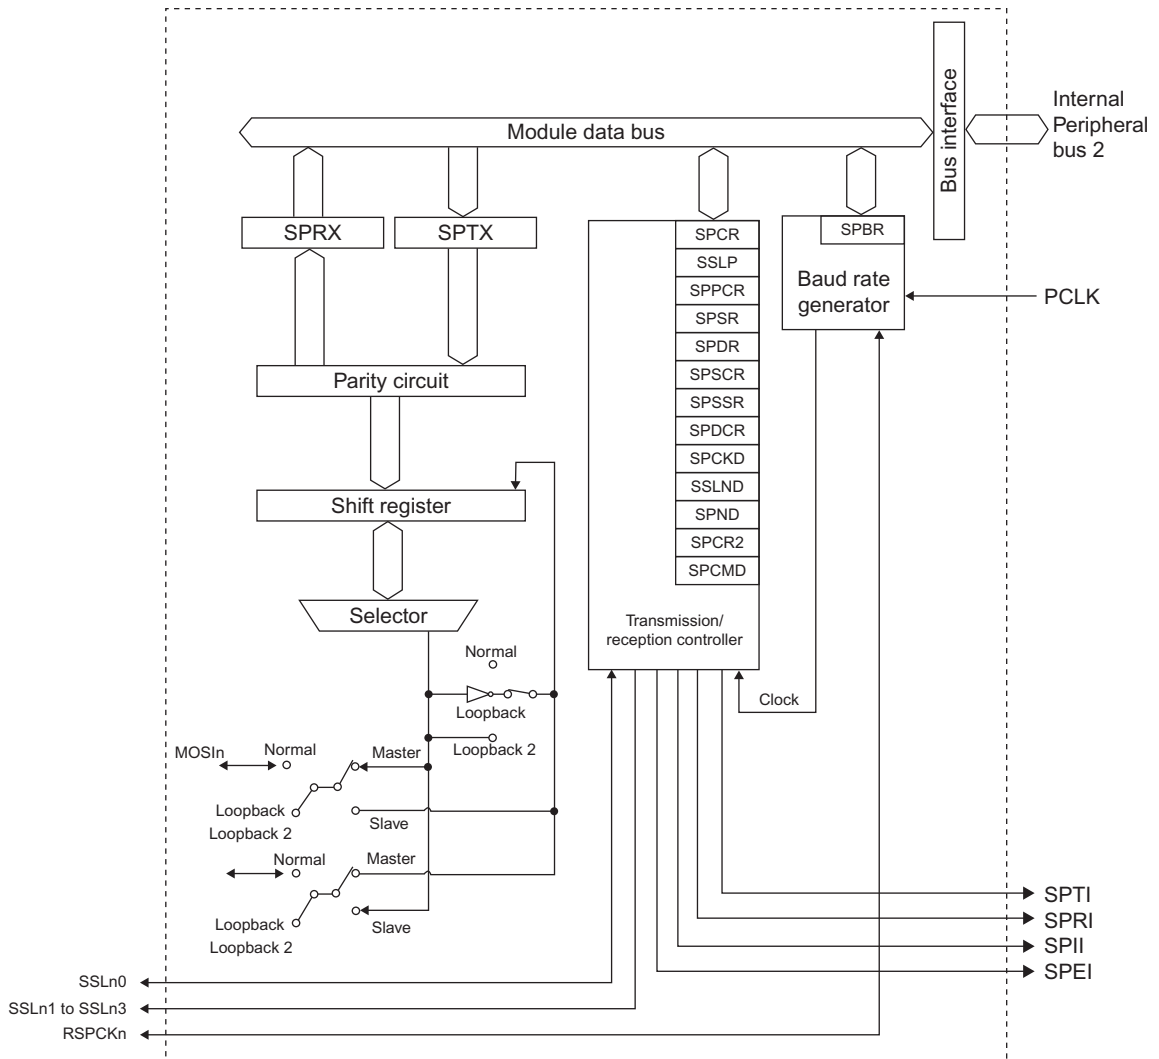 Module data bus
Bus interface
Internal
Peripheral
bus 2
SPRX
SPTX
SPCR
SSLP
SPPCR
SPSR
SPDR
SPSCR
SPSSR
SPDCR
SPCKD
SSLND
SPND
SPCR2
SPCMD
Transmission/
reception controller
SPBR
Baud rate
generator
PCLK
Parity circuit
Shift register
Selector
Normal
Loopback
Loopback 2
Clock
MOSIn
Normal
Master
Loopback
Loopback 2
Slave
Normal
Master
Loopback
Loopback 2
Slave
SPTI
SPRI
SPII
SPEI
SSLn0
SSLn1 to SSLn3
RSPCKn